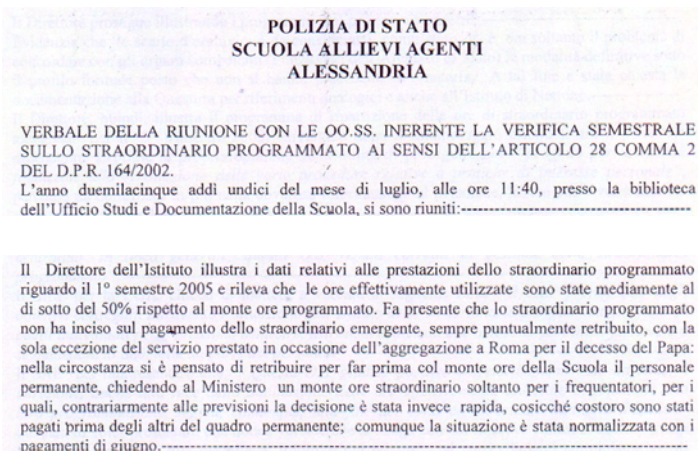 POLIZIA DI STATO
SCUOLA ALLIEVI AGENTI
ALESSANDRIA
VERBALE DELLA RIUNIONE CON LE OO.SS. INERENTE LA VERIFICA SEMESTRALE
SULLO STRAORDINARIO PROGRAMMATO AI SENSI DELL'ARTICOLO 28 COMMA 2
DEL D.P.R. 164/2002.
L'anno duemilacinque addì undici del mese di luglio, alle ore 11:40, presso la biblioteca
dell'Ufficio Studi e Documentazione della Scuola, si sono riuniti:------------------------------------------
Il Direttore dell'Istituto illustra i dati relativi alle prestazioni dello straordinario programmato
riguardo il 1° semestre 2005 e rileva che le ore effettivamente utilizzate sono state mediamente al
di sotto del 50% rispetto al monte ore programmato. Fa presente che lo straordinario programmato
non ha inciso sul pagamento dello straordinario emergente, sempre puntualmente retribuito, con la
sola eccezione del servizio prestato in occasione dell'aggregazione a Roma per il decesso del Papa:
nella circostanza si è pensato di retribuire per far prima col monte ore della Scuola il personale
permanente, chiedendo al Ministero un monte ore straordinario soltanto per i frequentatori, per i
quali, contrariamente alle previsioni la decisione è stata invece rapida, cosicché costoro sono stati
pagati prima degli altri del quadro permanente; comunque la situazione è stata normalizzata con i
pagamenti di giugno.------------------------------------------------------------------------------------------------